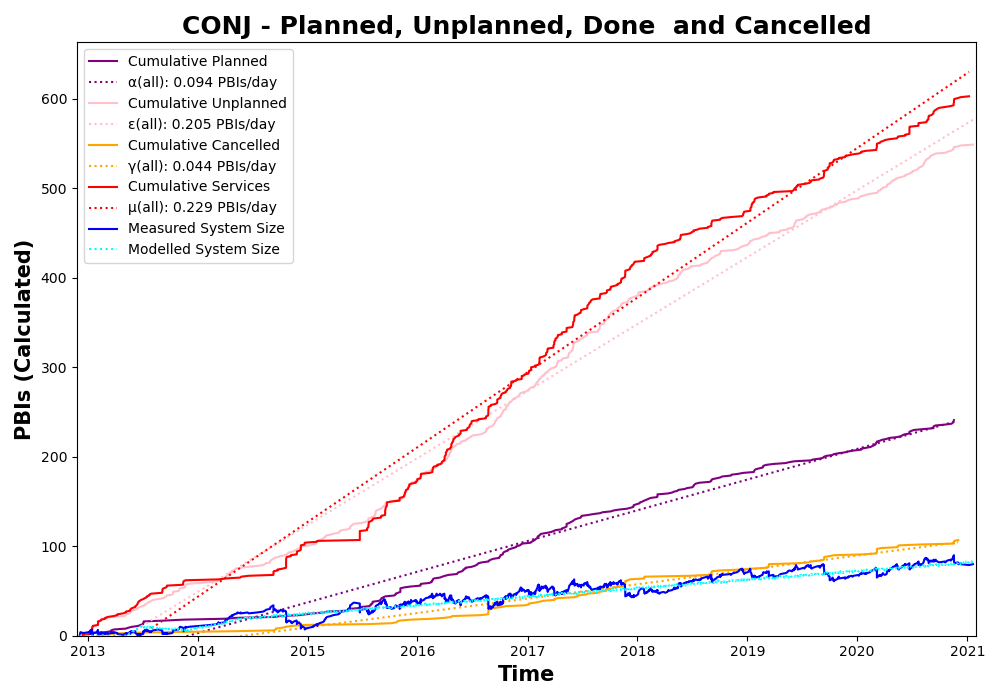 CONJ - Planned, Unplanned, Done  and Cancelled
Cumulative Planned
α(all): 0.094 PBIs/day
Cumulative Unplanned
ε(all): 0.205 PBIs/day
Cumulative Cancelled
γ(all): 0.044 PBIs/day
Cumulative Services
μ(all): 0.229 PBIs/day
Measured System Size
Modelled System Size
PBIs (Calculated)
600
500
400
300
200
100
0
2013 2014 2015 2016 2017 2018 2019 2020 2021
Time